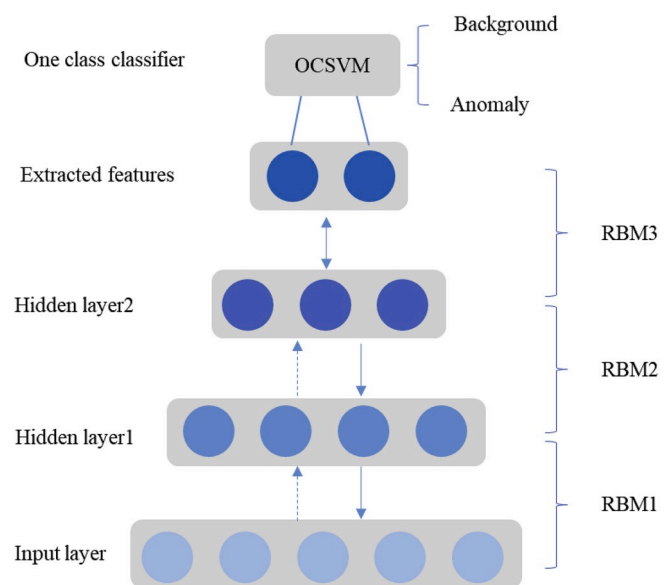 Background
One class classifier
OCSVM
Anomaly
Extracted features
RBM3
Hidden layer2
RBM2
Hidden layer1
RBM1
Input layer